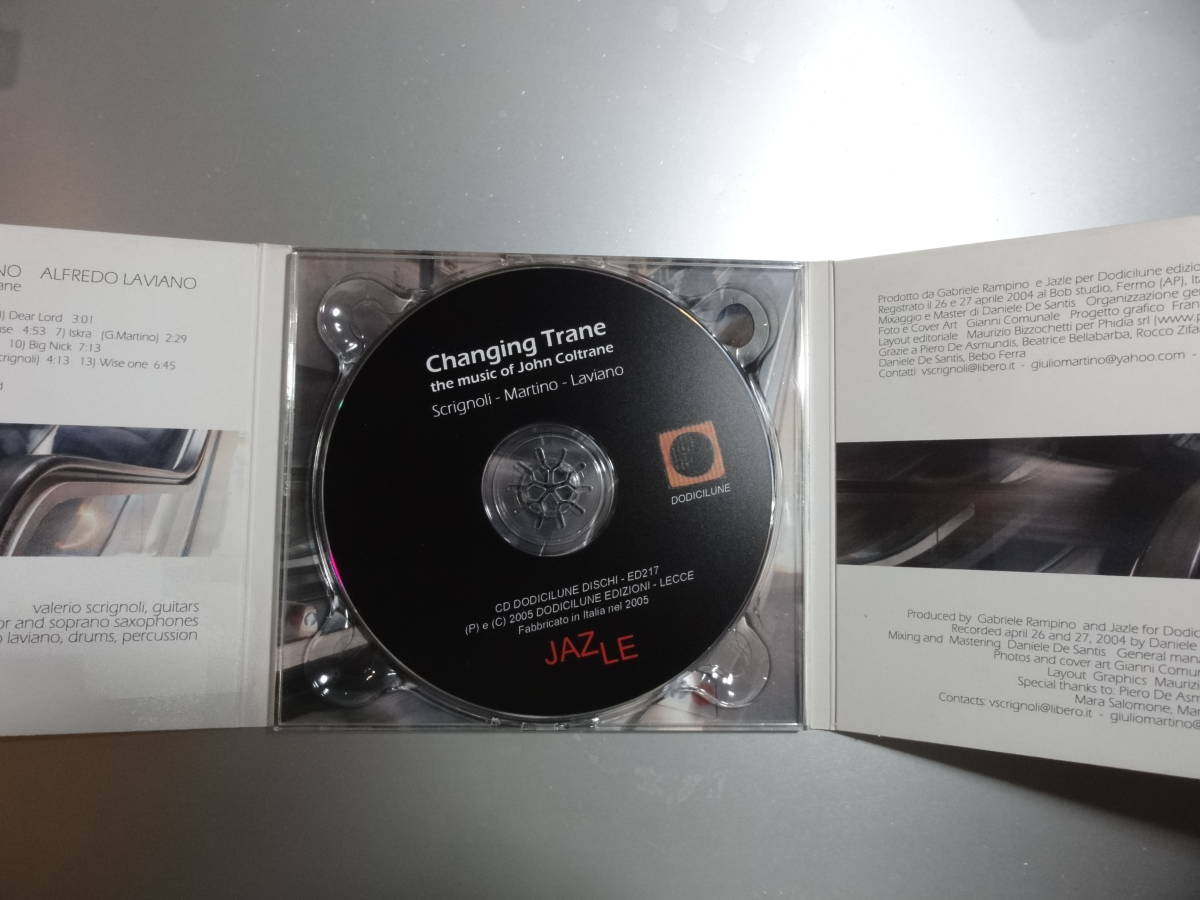 NO ALFREDO LAVIANO
ane
) Dear Lord 3:01
use 4:53 7) Iskra (G.Martino) 2:29
10) Big Nick 7:13
crignoli) 4:13 13) Wise one 6:45
d
valerio scrignoli, guitars
or and soprano saxophones
o laviano, drums, percussion
Changing Trane
the music of John Coltrane
Scrignoli - Martino - Laviano
DODICILUNE
CD DODICILUNE DISCHI - ED217
(P) e (C) 2005 DODICILUNE EDIZIONI - LECCE
Fabbricato in Italia nel 2005
JAZLE
Prodotto da Gabriele Rampino e Jazle per Dodicilune edizio
Registrato il 26 e 27 aprile 2004 al Bob studio, Fermo (AP), Ita
Mixaggio e Master di Daniele De Santis Organizzazione ge
Foto e Cover Art Gianni Comunale Progetto grafico Fran
Layout editoriale Maurizio Bizzochetti per Phidia srl (www.p
Grazie a Piero De Asmundis, Beatrice Bellabarba, Rocco Zifa
Daniele De Santis, Bebo Ferra
Contatti vscrignoli@libero.it - giuliomartino@yahoo.com -
Produced by Gabriele Rampino and Jazle for Dodic
Recorded april 26 and 27, 2004 by Daniele
Mixing and Mastering Daniele De Santis General man
Photos and cover art Gianni Comun
Layout Graphics Maurizi
Special thanks to: Piero De Asm
Mara Salomone, Mar
Contacts: vscrignoli@libero.it - giuliomartino@